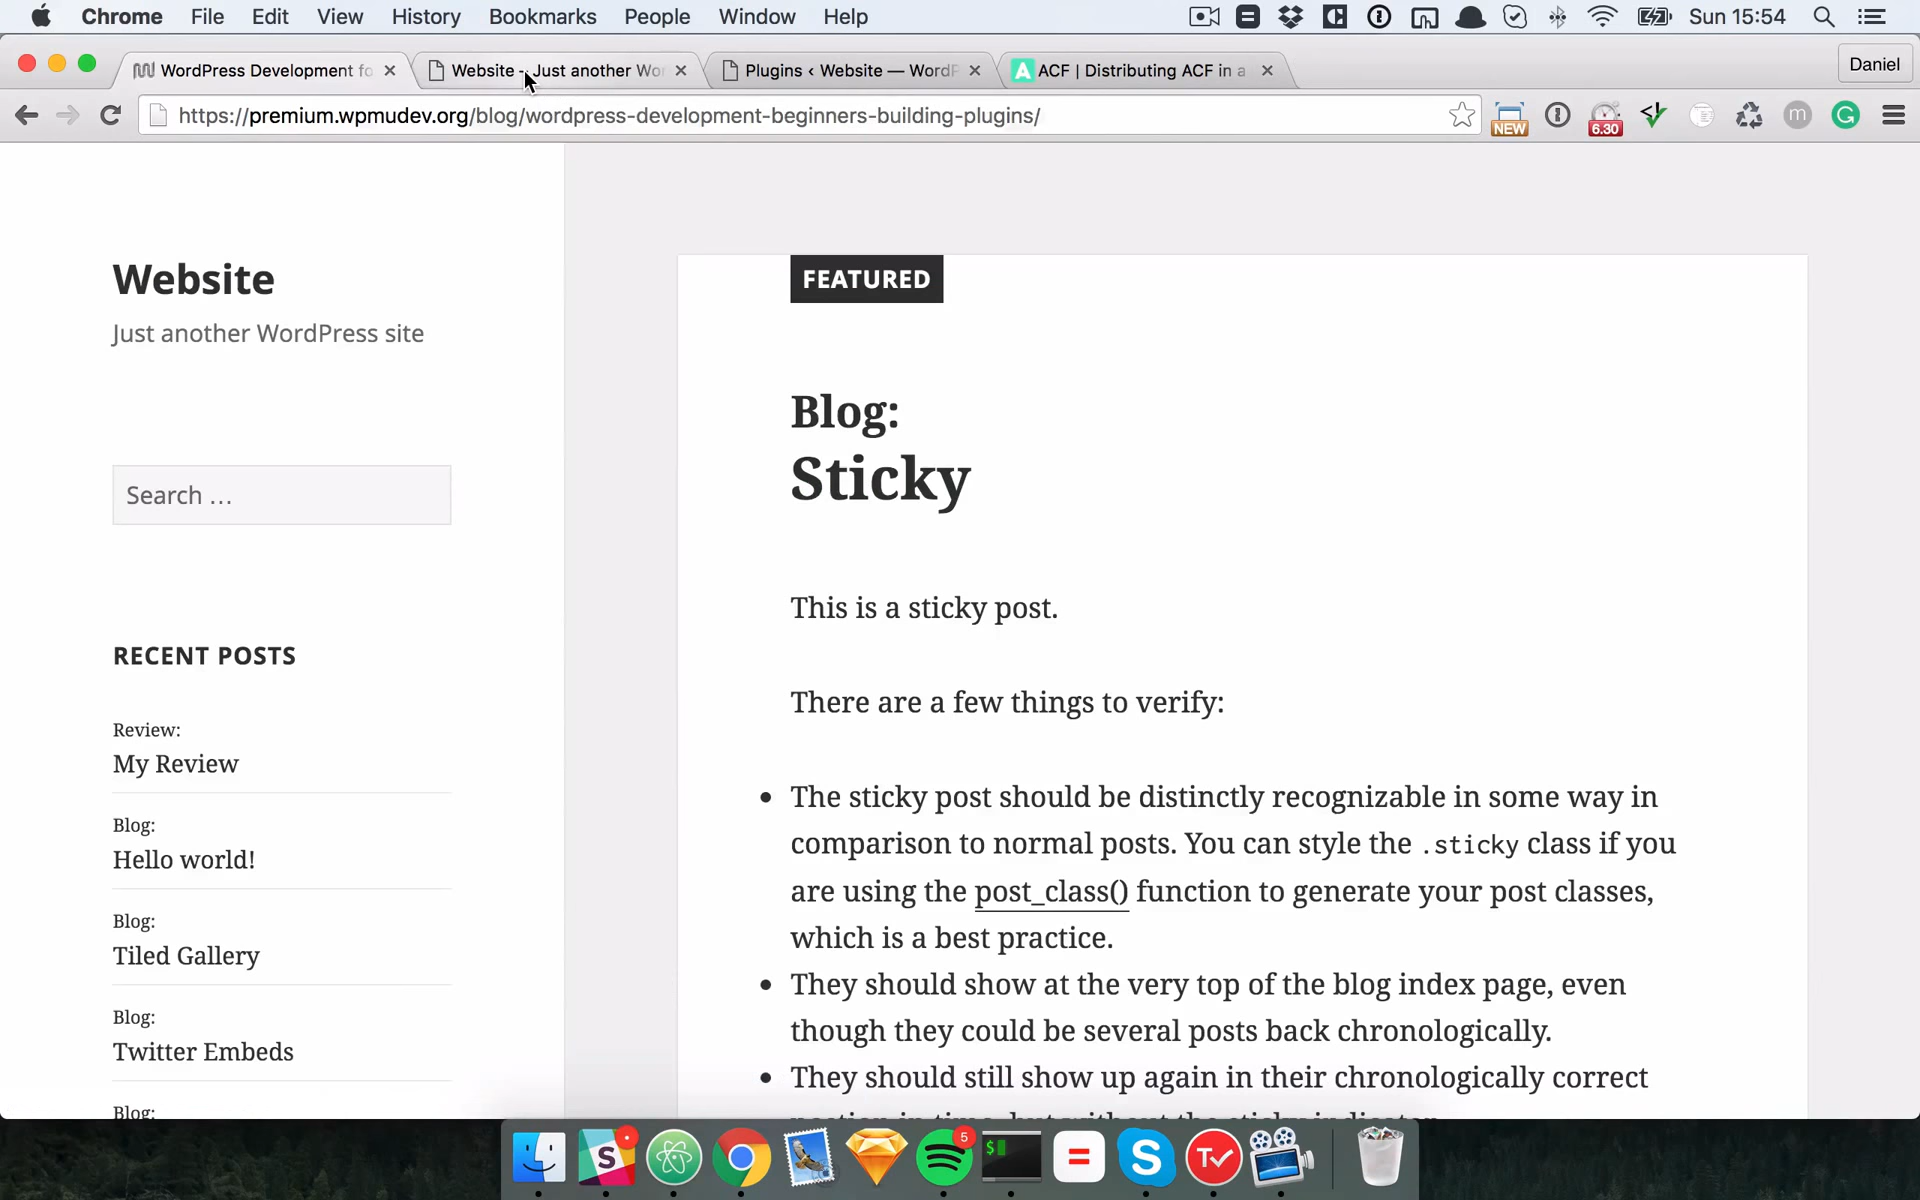 Chrome File Edit View History Bookmarks People Window Help Sun 15:54
WordPress Development fo
Website - Just another Wor
Plugins ‹ Website — WordP
ACF | Distributing ACF in a
Daniel
https://premium.wpmudev.org/blog/wordpress-development-beginners-building-plugins/
NEW
6.30
Website
Just another WordPress site
Search …
RECENT POSTS
Review:
My Review
Blog:
Hello world!
Blog:
Tiled Gallery
Blog:
Twitter Embeds
Blog:
FEATURED
Blog:
Sticky
This is a sticky post.
There are a few things to verify:
• The sticky post should be distinctly recognizable in some way in
comparison to normal posts. You can style the .sticky class if you
are using the post_class() function to generate your post classes,
which is a best practice.
• They should show at the very top of the blog index page, even
though they could be several posts back chronologically.
• They should still show up again in their chronologically correct
5